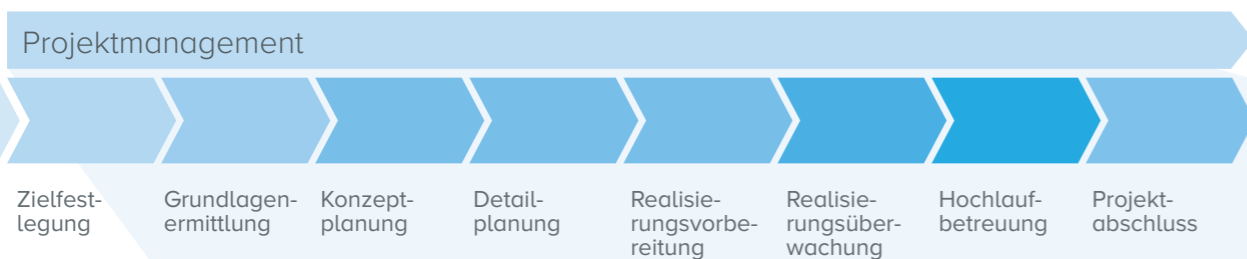 Projektmanagement
Zielfest-
legung
Grundlagen-
ermittlung
Konzept-
planung
Detail-
planung
Realisie-
rungsvorbe-
reitung
Realisie-
rungsüber-
wachung
Hochlauf-
betreuung
Projekt-
abschluss